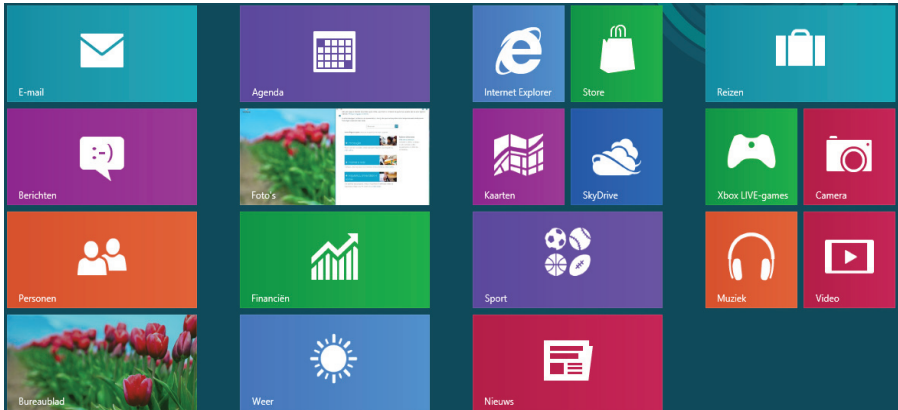 E-mail
Agenda
Internet Explorer
Store
Reizen
Berichten
:-)
Foto's
Kaarten
SkyDrive
Xbox LIVE-games
Camera
Personen
Financiën
Sport
Muziek
Video
Bureaublad
Weer
Nieuws